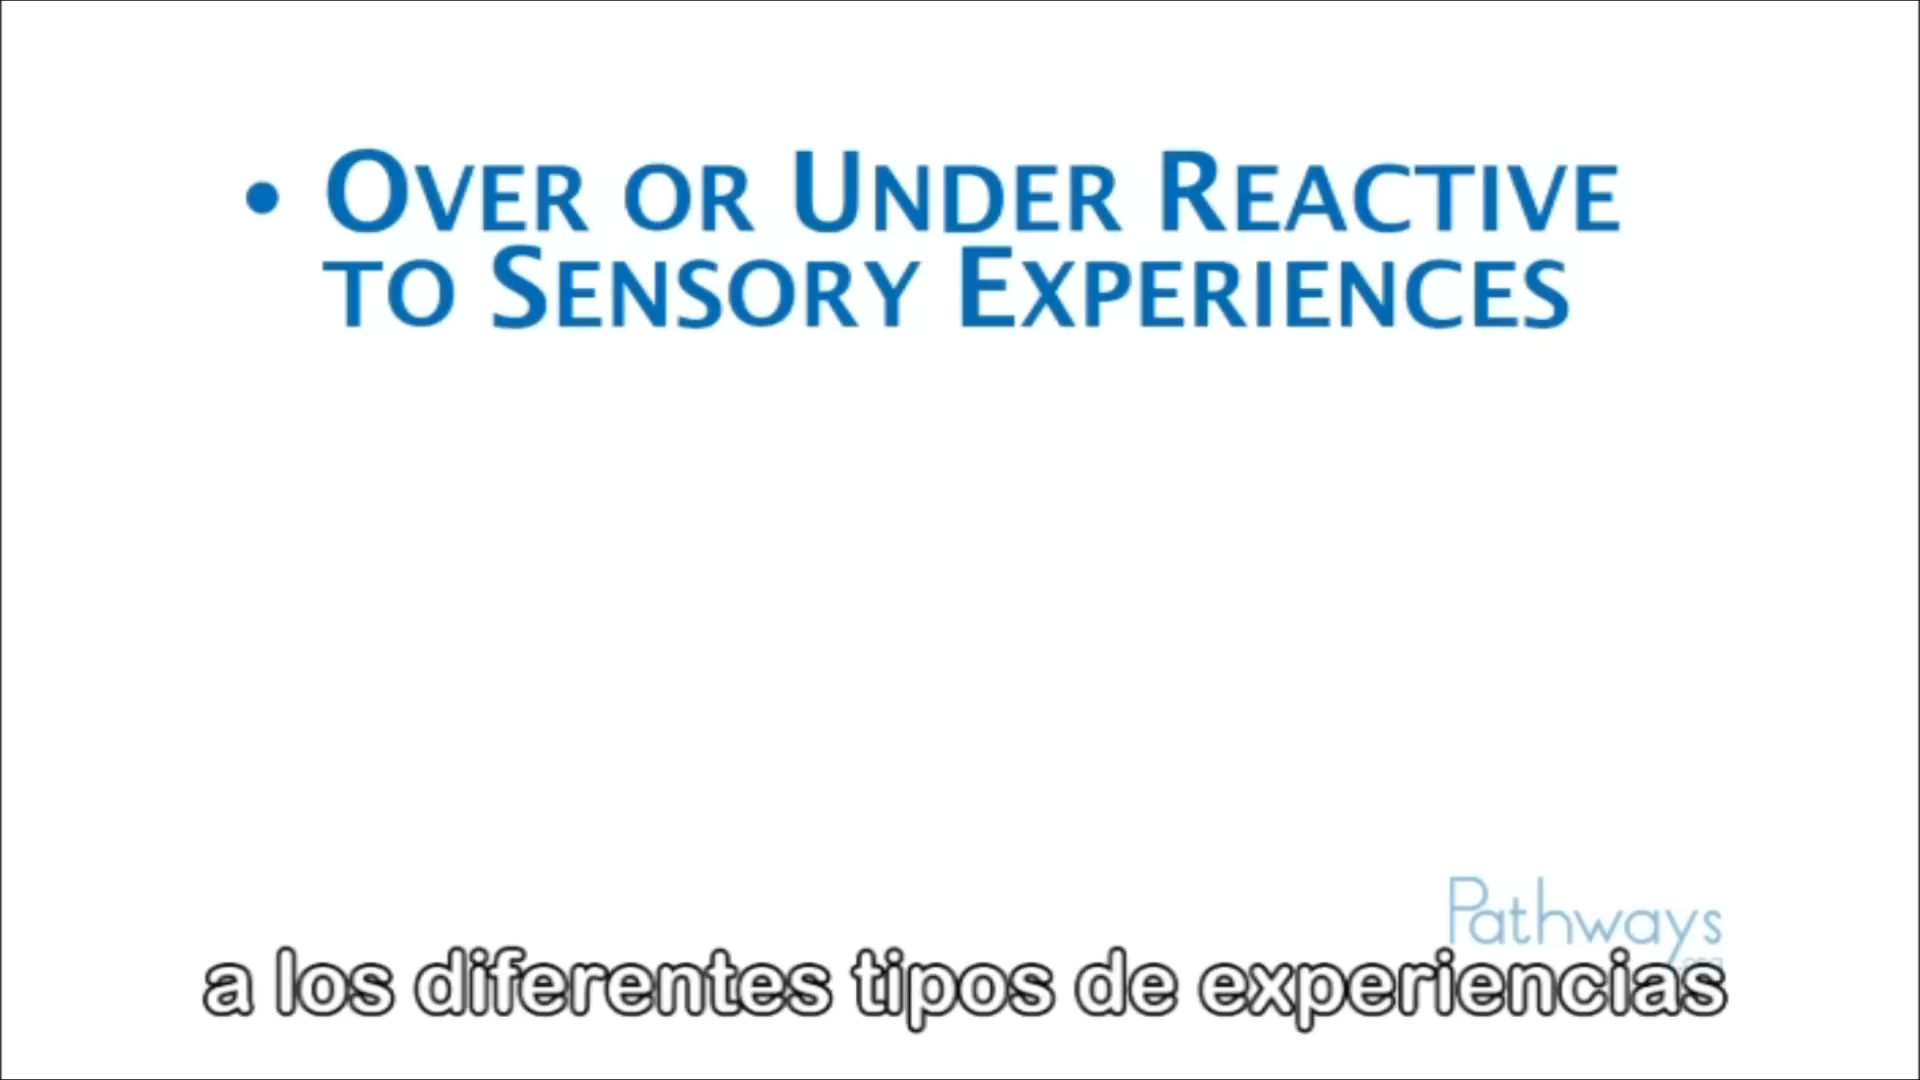 • OVER OR UNDER REACTIVE
TO SENSORY EXPERIENCES
Pathways
a los diferentes tipos de experiencias